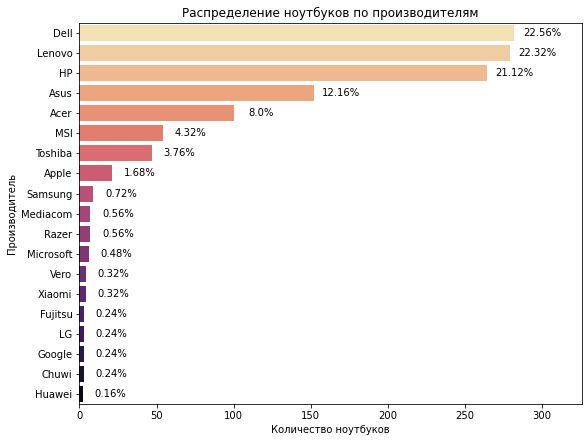 Распределение ноутбуков по производителям
Производитель
Dell 22.56%
Lenovo 22.32%
HP 21.12%
Asus 12.16%
Acer 8.0%
MSI 4.32%
Toshiba 3.76%
Apple 1.68%
Samsung 0.72%
Mediacom 0.56%
Razer 0.56%
Microsoft 0.48%
Vero 0.32%
Xiaomi 0.32%
Fujitsu 0.24%
LG 0.24%
Google 0.24%
Chuwi 0.24%
Huawei 0.16%
0 50 100 150 200 250 300
Количество ноутбуков